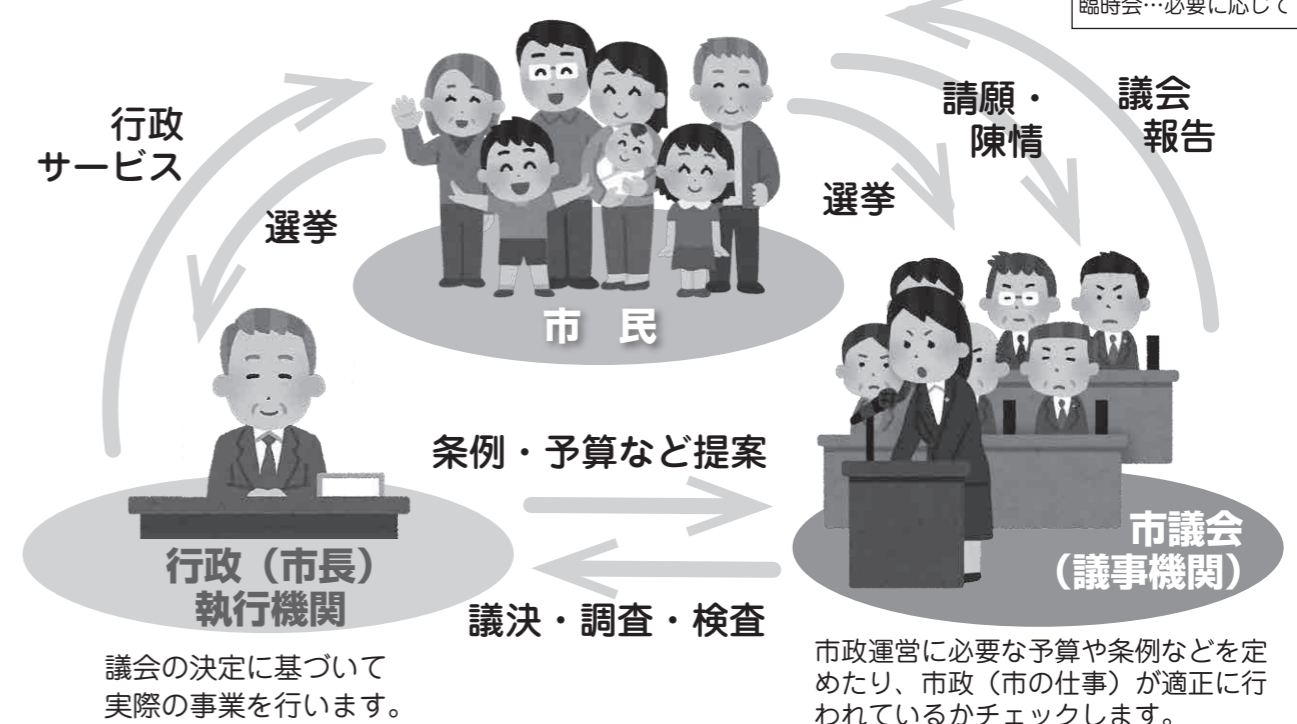 臨時会…必要に応じて
行政
サービス
選挙
選挙
請願・
陳情
議会
報告
市 民
条例・予算など提案
議決・調査・検査
行政（市長）
執行機関
議会の決定に基づいて
実際の事業を行います。
市議会
（議事機関）
市政運営に必要な予算や条例などを定
めたり、市政（市の仕事）が適正に行
われているかチェックします。